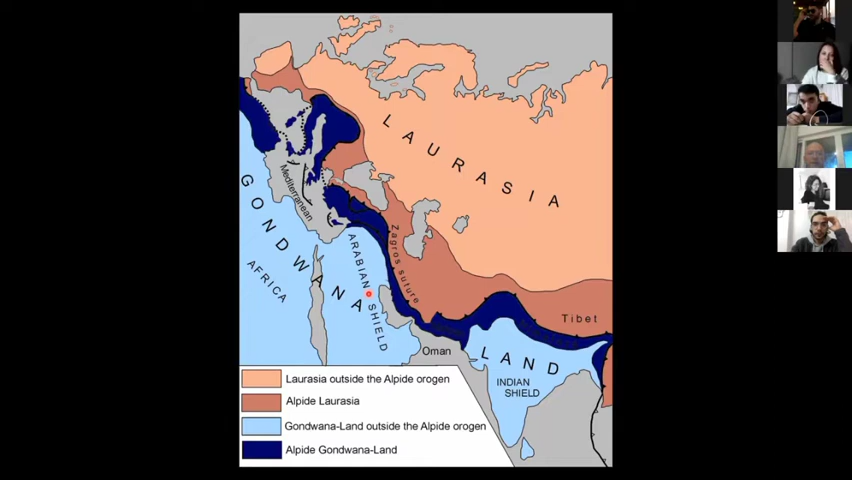 LAURASIA
Mediterranean
GONDWANA
AFRICA
ARABIAN SHIELD
Zagros suture
Tibet
Oman
LAND
INDIAN
SHIELD
Laurasia outside the Alpide orogen
Alpide Laurasia
Gondwana-Land outside the Alpide orogen
Alpide Gondwana-Land